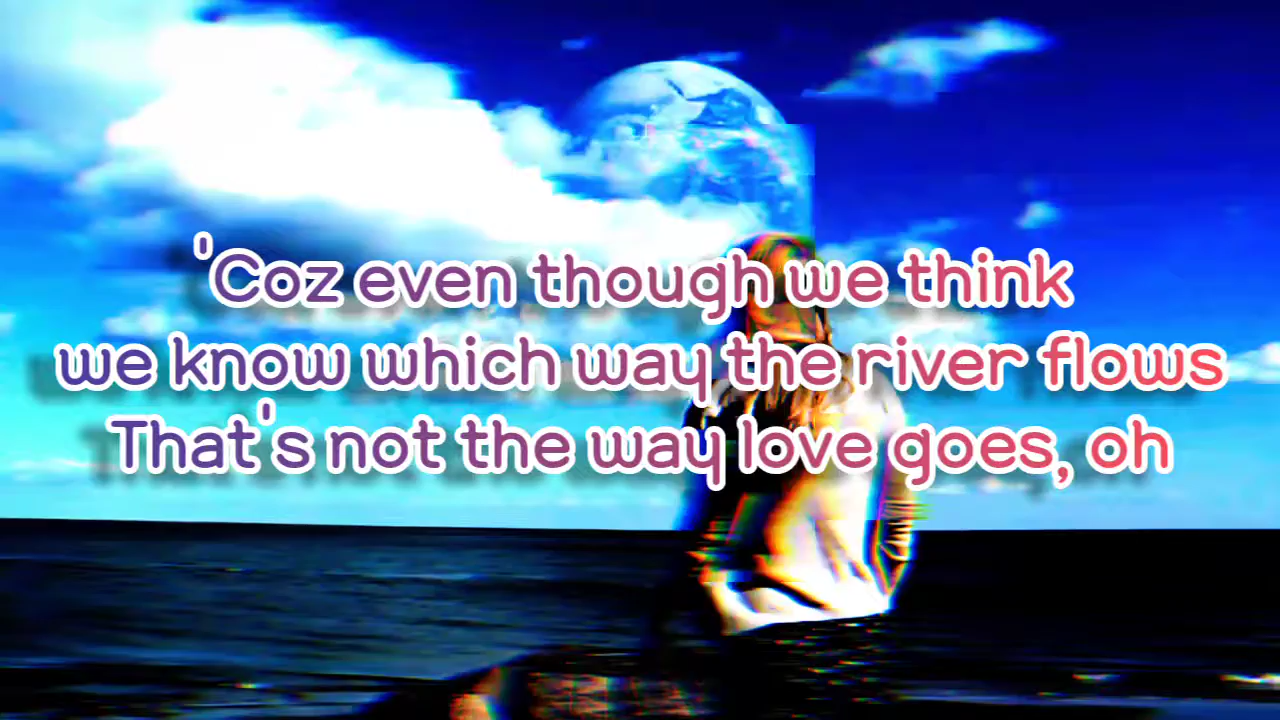 'Coz even though we think
we know which way the river flows
That's not the way love goes, oh